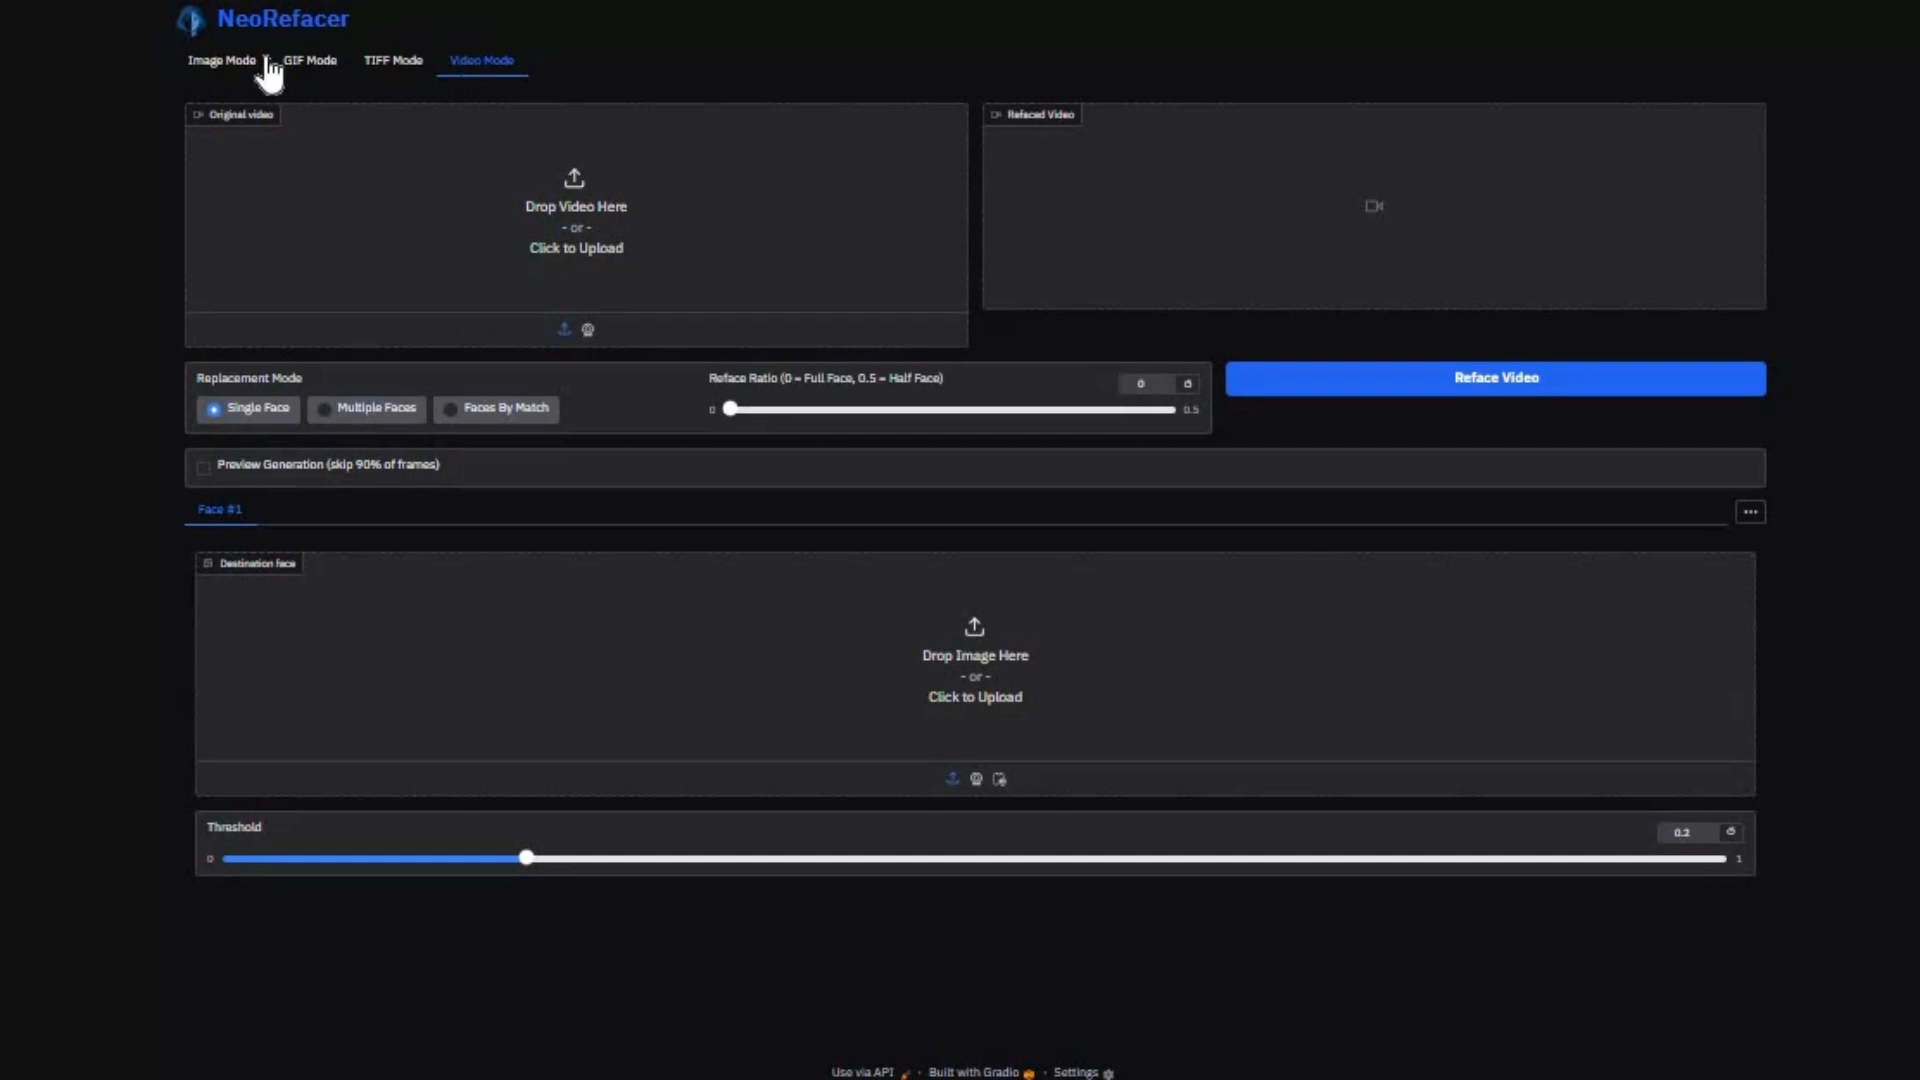 NeoRefacer
Image Mode GIF Mode TIFF Mode Video Mode
Original video
Refaced Video
Drop Video Here
- or -
Click to Upload
Replacement Mode
Single Face Multiple Faces Faces By Match
Reface Ratio (0 = Full Face, 0.5 = Half Face)
0
0 0.5
Reface Video
Preview Generation (skip 90% of frames)
Face #1
Destination face
Drop Image Here
- or -
Click to Upload
Threshold
0.2
0 1
Use via API · Built with Gradio · Settings